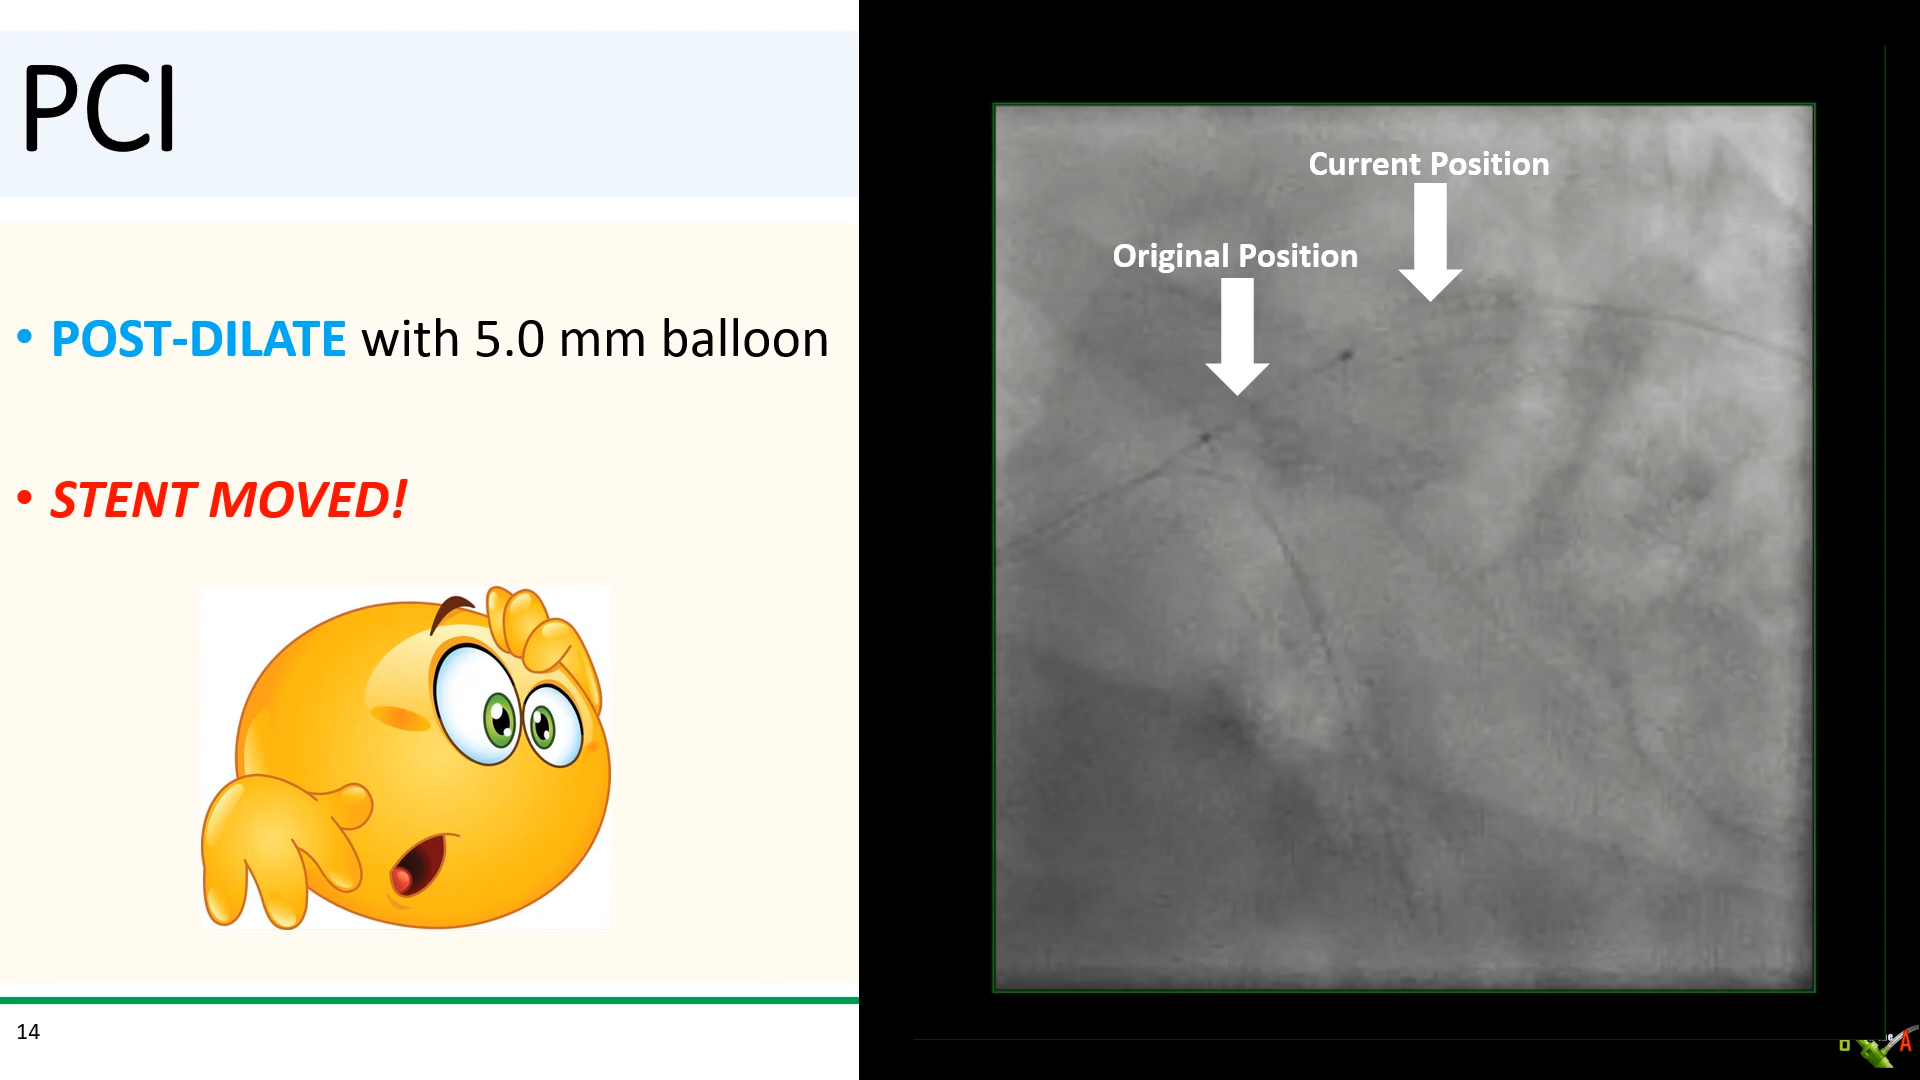 PCI
• POST-DILATE with 5.0 mm balloon
• STENT MOVED!
14
Current Position
Original Position